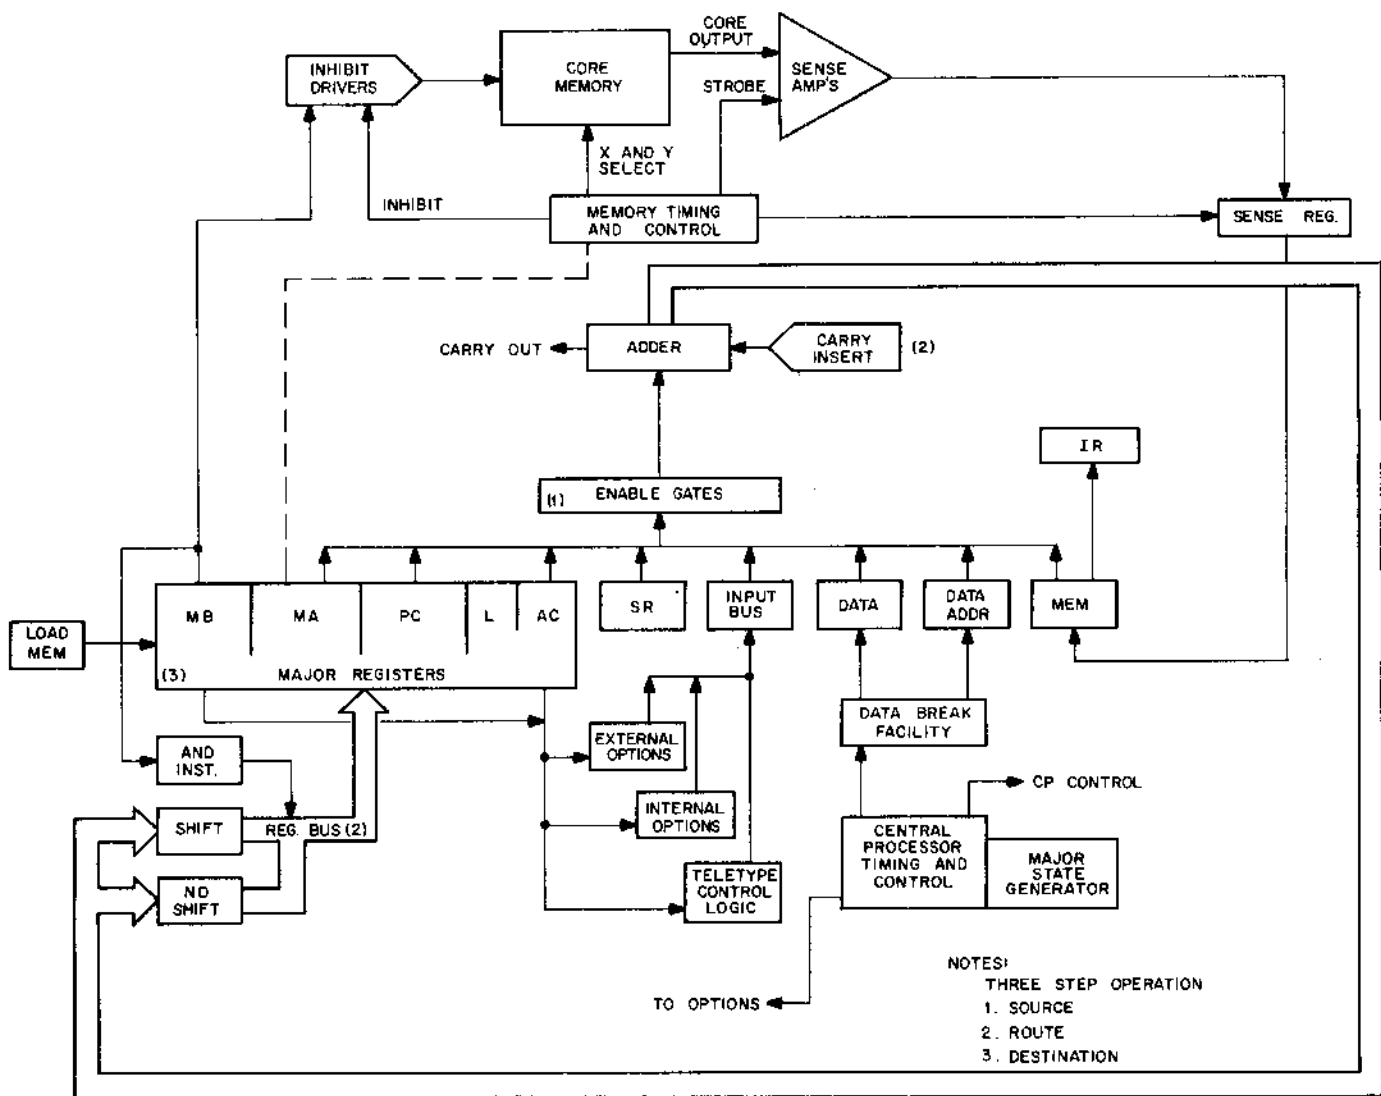 CORE
OUTPUT
INHIBIT
DRIVERS
CORE
MEMORY
SENSE
AMP'S
STROBE
X AND Y
SELECT
INHIBIT
MEMORY TIMING
AND CONTROL
SENSE REG.
CARRY OUT
ADDER
CARRY
INSERT
(2)
IR
(1) ENABLE GATES
MB
MA
PC
L
AC
SR
INPUT
BUS
DATA
DATA
ADDR
MEM
LOAD
MEM
(3) MAJOR REGISTERS
DATA BREAK
FACILITY
EXTERNAL
OPTIONS
AND
INST.
CP CONTROL
INTERNAL
OPTIONS
SHIFT
REG. BUS (2)
CENTRAL
PROCESSOR
TIMING AND
CONTROL
MAJOR
STATE
GENERATOR
TELETYPE
CONTROL
LOGIC
NO
SHIFT
NOTES:
THREE STEP OPERATION
1. SOURCE
2. ROUTE
3. DESTINATION
TO OPTIONS